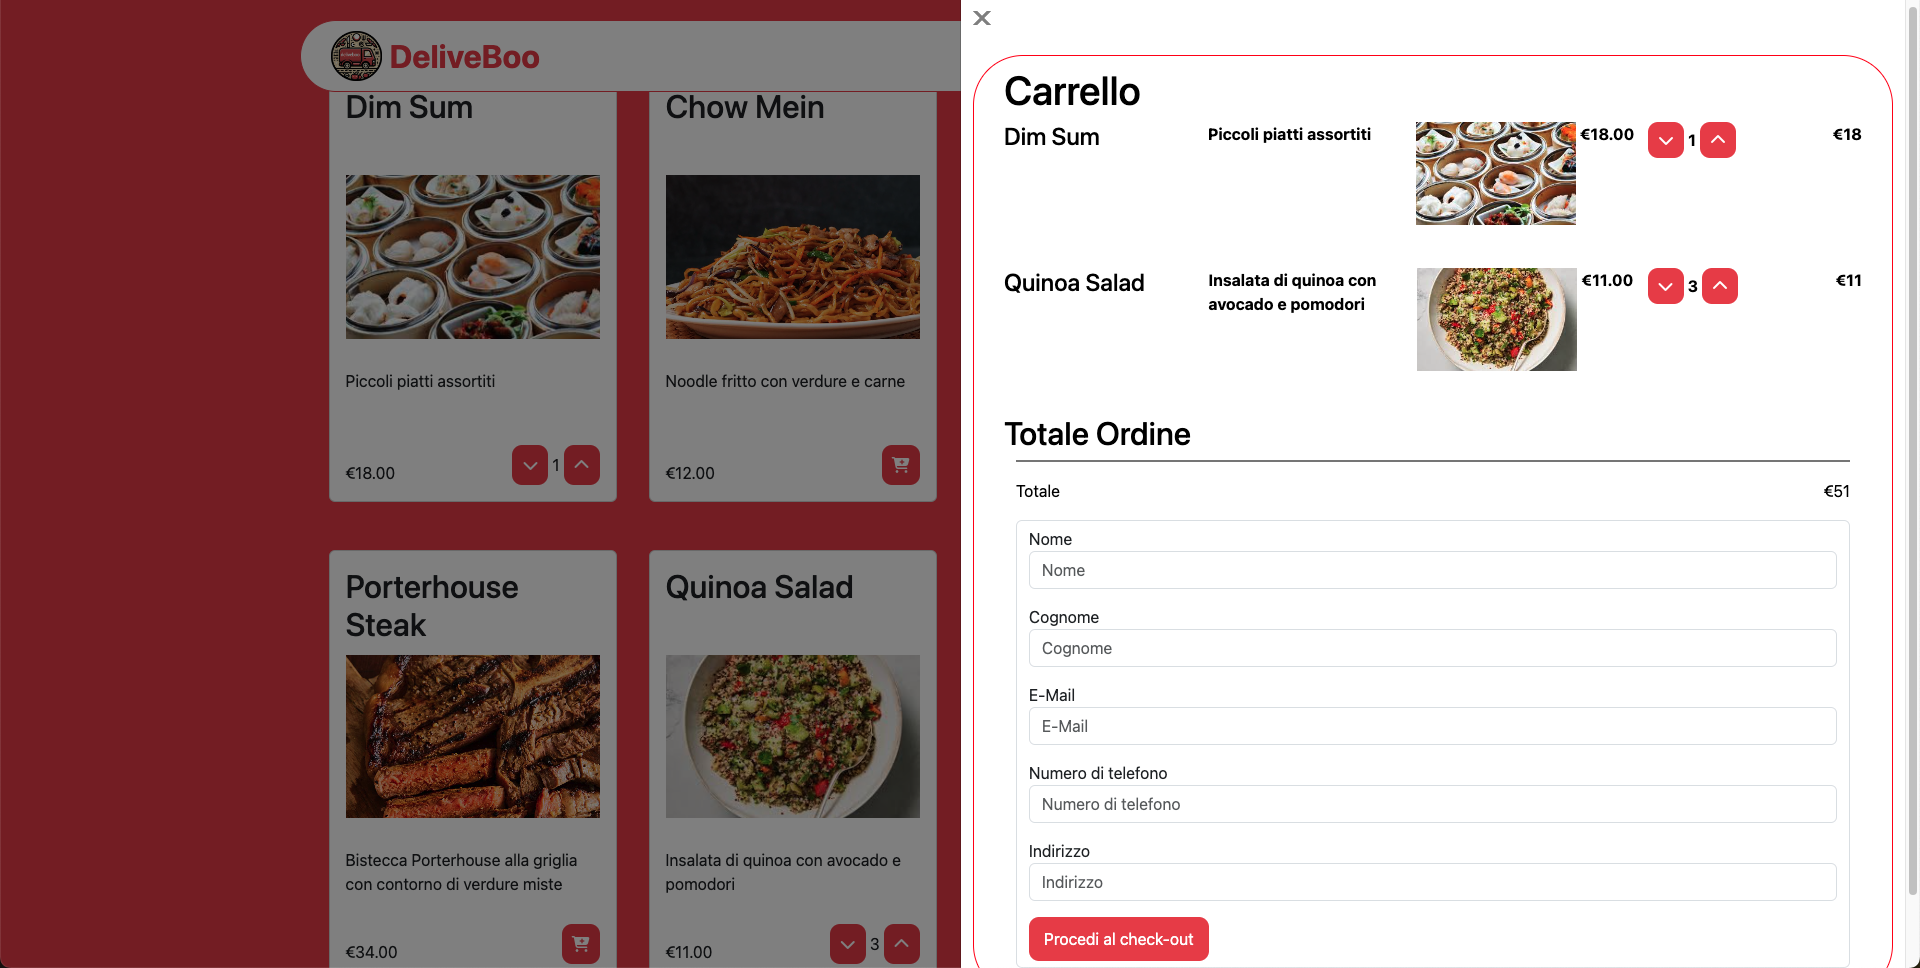 DeliveBoo
Dim Sum
Chow Mein
Piccoli piatti assortiti
Noodle fritto con verdure e carne
€18.00
1
€12.00
Porterhouse
Steak
Quinoa Salad
Bistecca Porterhouse alla griglia
con contorno di verdure miste
Insalata di quinoa con avocado e
pomodori
€34.00
€11.00
3
Carrello
Dim Sum
Piccoli piatti assortiti
€18.00
1
€18
Quinoa Salad
Insalata di quinoa con
avocado e pomodori
€11.00
3
€11
Totale Ordine
Totale
€51
Nome
Nome
Cognome
Cognome
E-Mail
E-Mail
Numero di telefono
Numero di telefono
Indirizzo
Indirizzo
Procedi al check-out